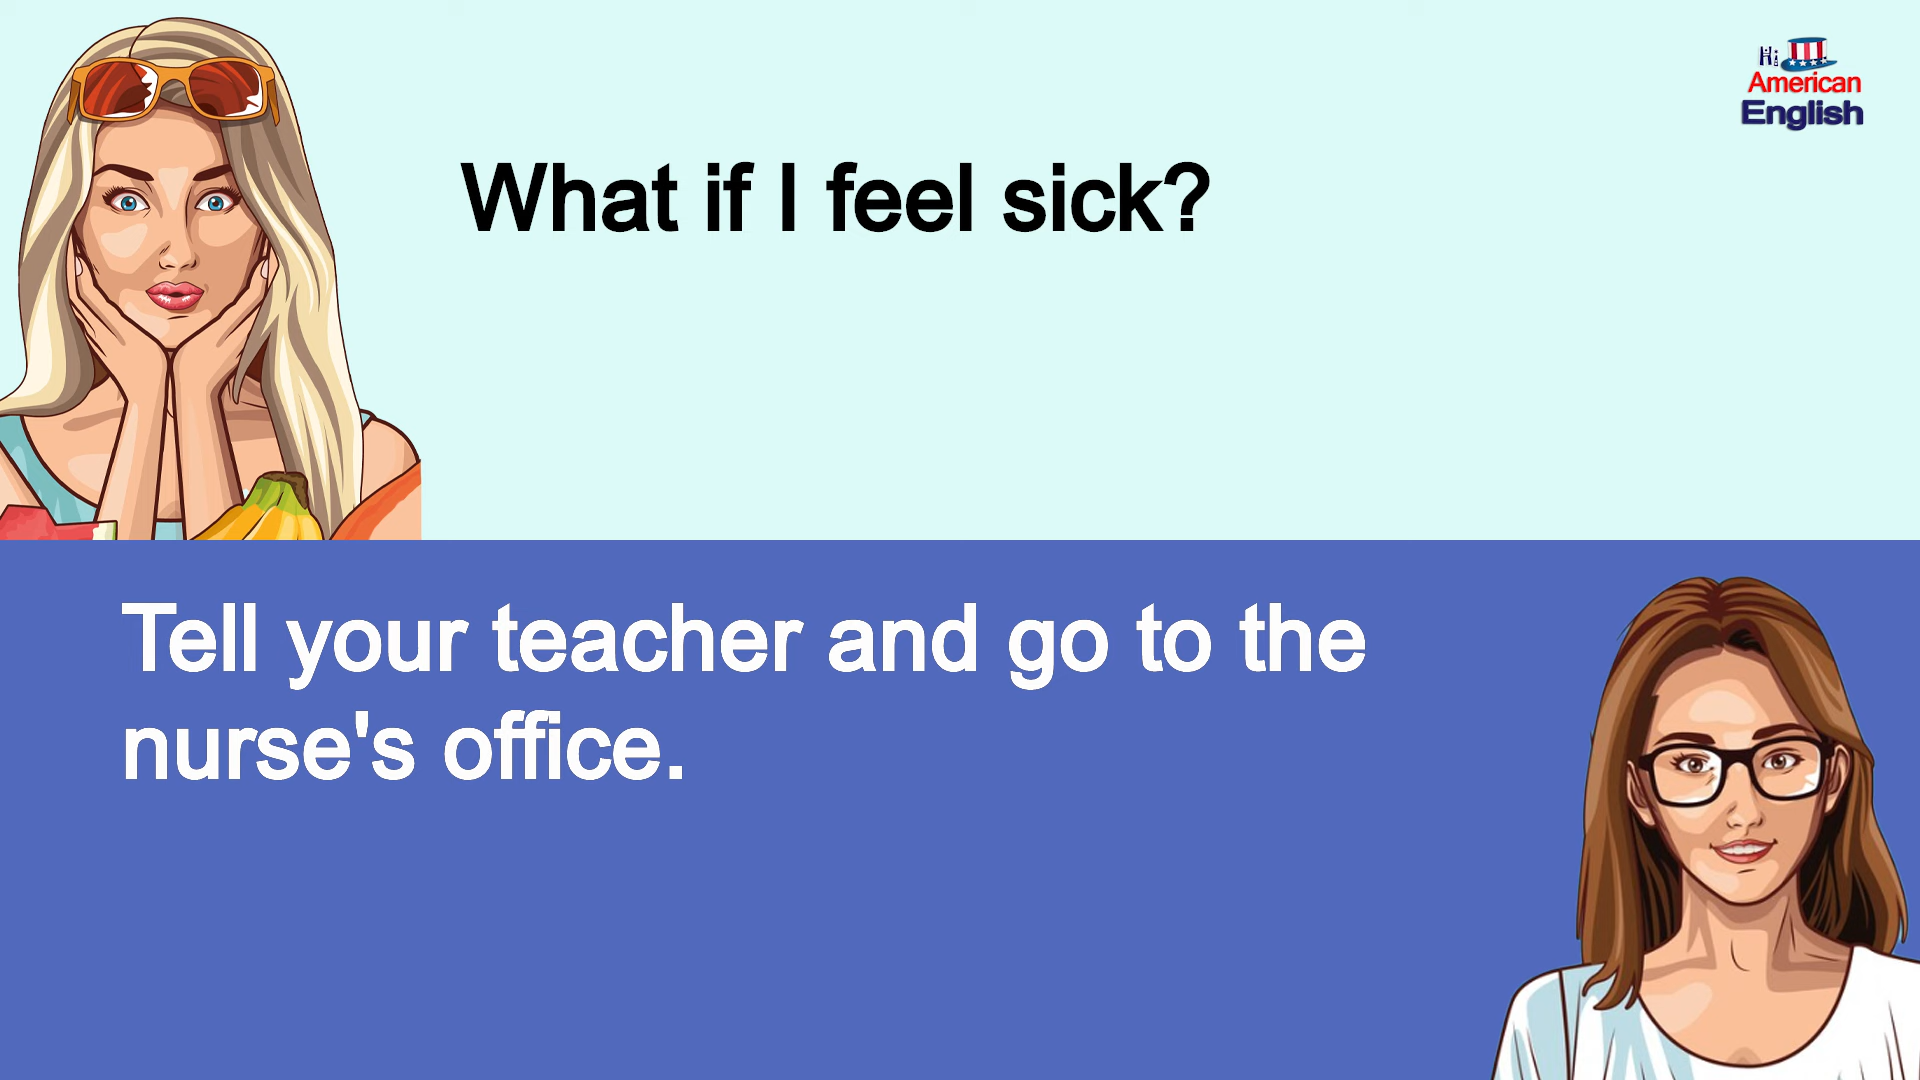 Hi
American
English
What if I feel sick?
Tell your teacher and go to the
nurse's office.